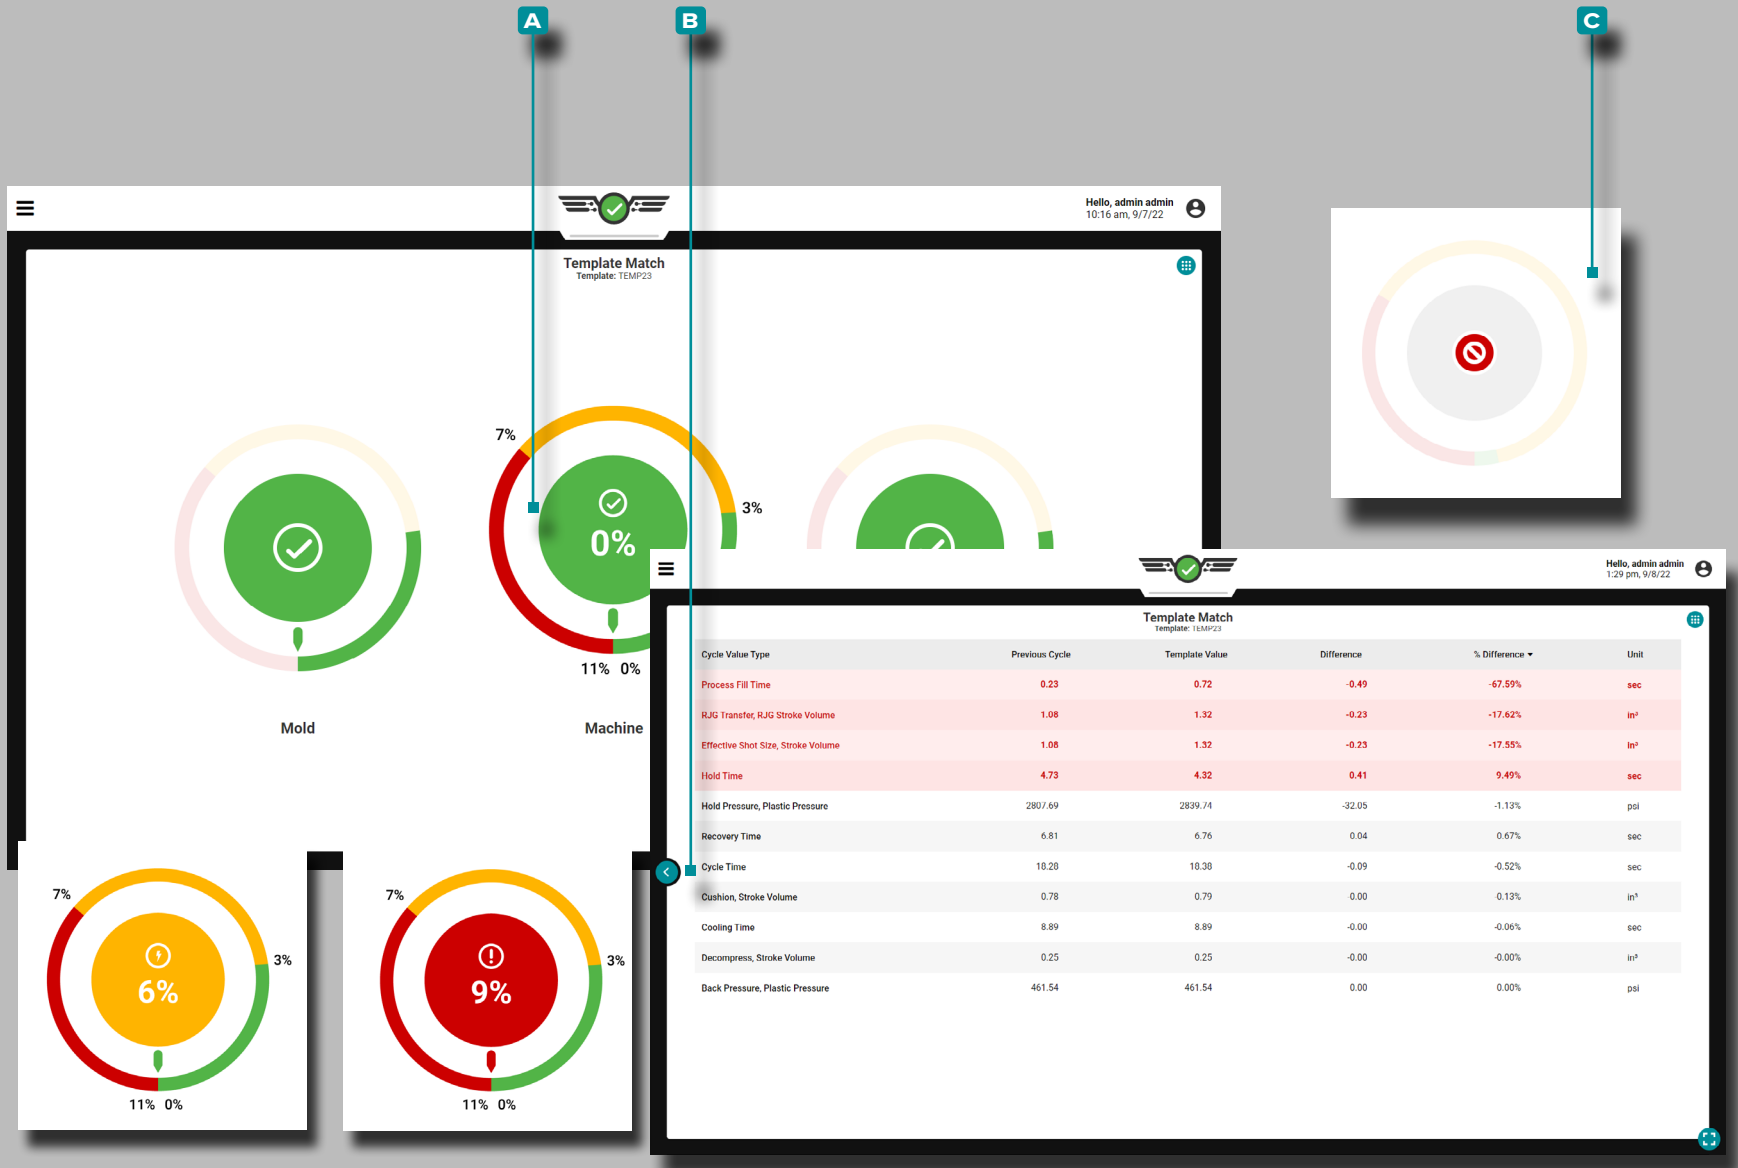 A
B
C
Hello, admin admin
10:16 am, 9/7/22
Template Match
Template: TEMP23
7%
3%
0%
11% 0%
Mold
Machine
Hello, admin admin
1:29 pm, 9/8/22
Template Match
Template: TEMP23
Cycle Value Type Previous Cycle Template Value Difference % Difference Unit
Process Fill Time 0.23 0.72 -0.49 -67.59% sec
RJG Transfer, RJG Stroke Volume 1.08 1.32 -0.23 -17.62% in³
Effective Shot Size, Stroke Volume 1.08 1.32 -0.23 -17.55% in³
Hold Time 4.73 4.32 0.41 9.49% sec
Hold Pressure, Plastic Pressure 2807.69 2839.74 -32.05 -1.13% psi
Recovery Time 6.81 6.76 0.04 0.67% sec
Cycle Time 18.28 18.38 -0.09 -0.52% sec
Cushion, Stroke Volume 0.78 0.79 -0.00 -0.13% in³
Cooling Time 8.89 8.89 -0.00 -0.06% sec
Decompress, Stroke Volume 0.25 0.25 -0.00 -0.00% in³
Back Pressure, Plastic Pressure 461.54 461.54 0.00 0.00% psi
7%
3%
6%
11% 0%
7%
3%
9%
11% 0%